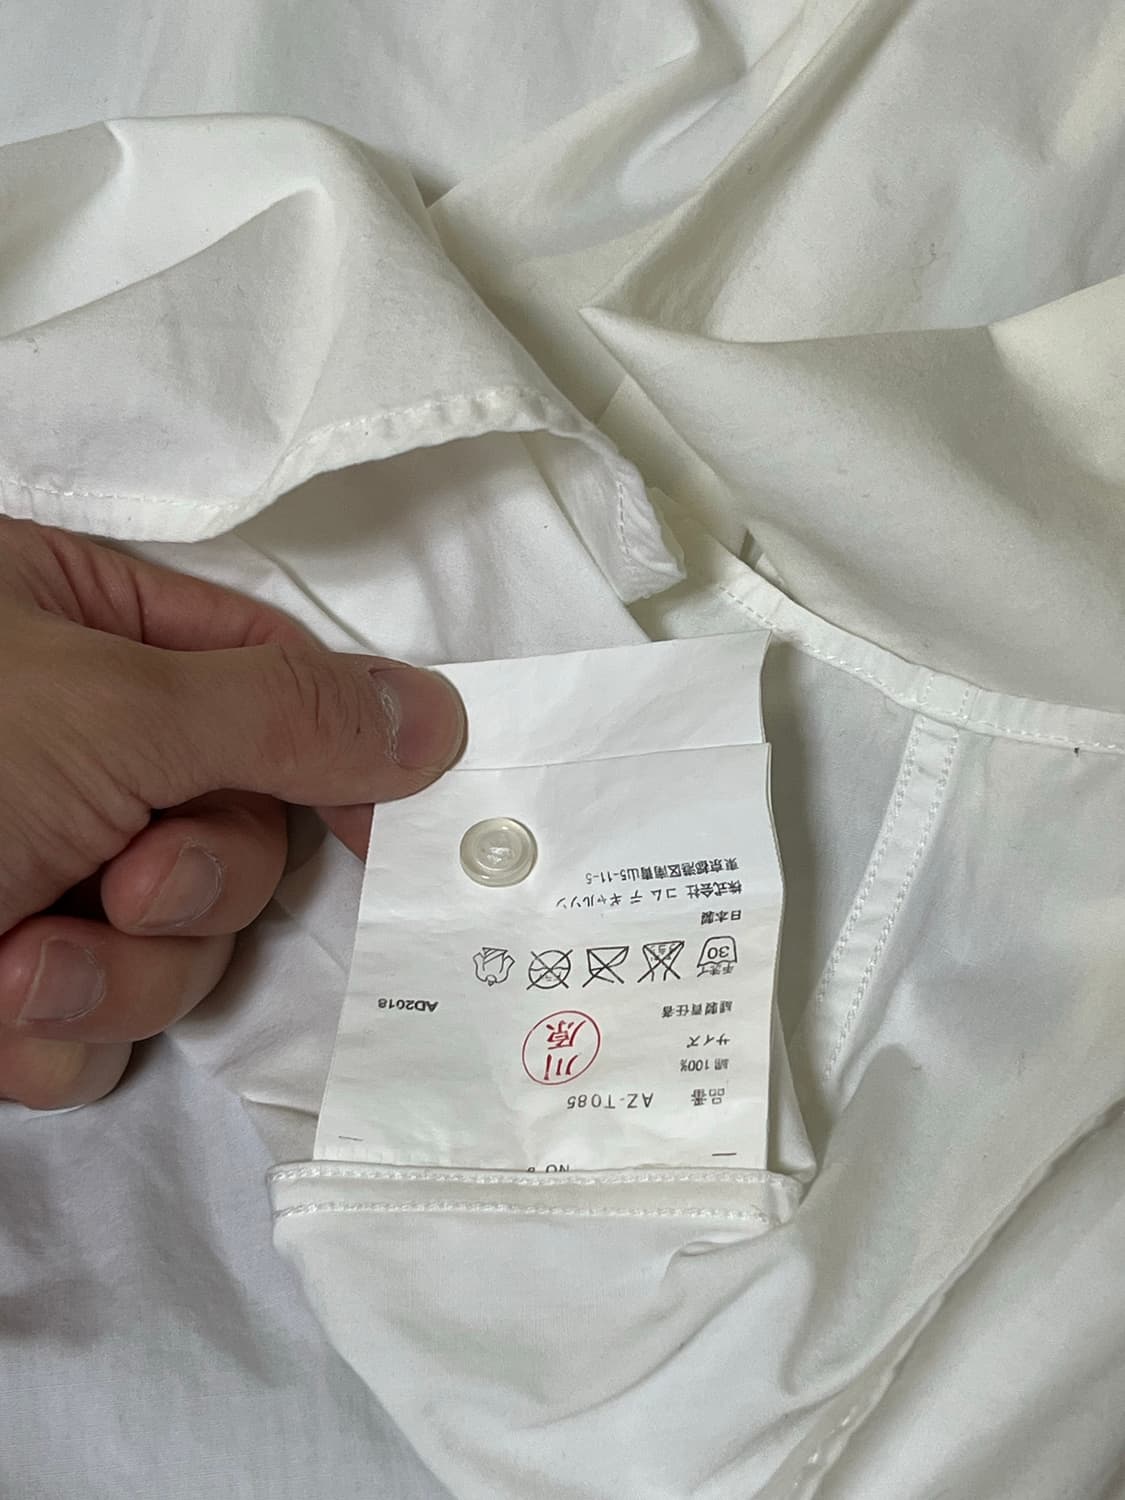 品番 AZ-T085
綿 100%
サイズ
川原
縫製責任者
AD2018
手洗イ
30
日本製
株式会社 コム デ ギャルソン
東京都港区南青山5-11-5